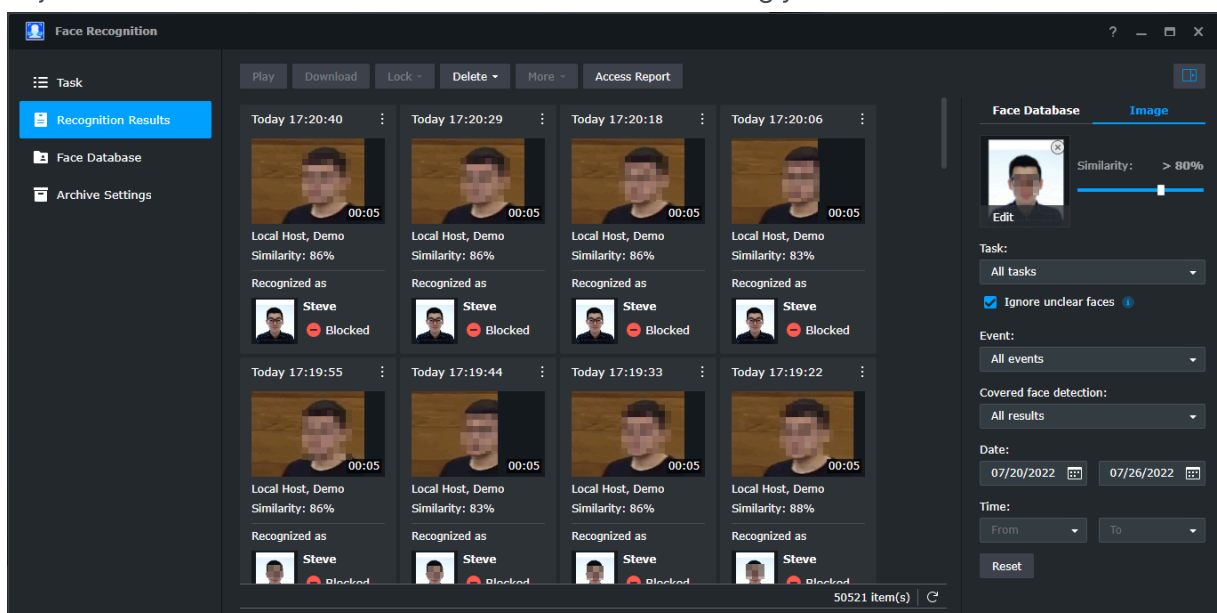 Face Recognition
?
Task
Recognition Results
Face Database
Archive Settings
Play Download Lock Delete More Access Report
Today 17:20:40 Today 17:20:29 Today 17:20:18 Today 17:20:06
00:05 00:05 00:05 00:05
Local Host, Demo Local Host, Demo Local Host, Demo Local Host, Demo
Similarity: 86% Similarity: 86% Similarity: 86% Similarity: 83%
Recognized as Recognized as Recognized as Recognized as
Steve Steve Steve Steve
Blocked Blocked Blocked Blocked
Today 17:19:55 Today 17:19:44 Today 17:19:33 Today 17:19:22
00:05 00:05 00:05 00:05
Local Host, Demo Local Host, Demo Local Host, Demo Local Host, Demo
Similarity: 86% Similarity: 83% Similarity: 86% Similarity: 88%
Recognized as Recognized as Recognized as Recognized as
Steve Steve Steve Steve
Blocked Blocked Blocked Blocked
50521 item(s)
Face Database Image
Similarity: > 80%
Edit
Task:
All tasks
Ignore unclear faces
Event:
All events
Covered face detection:
All results
Date:
07/20/2022 07/26/2022
Time:
From To
Reset